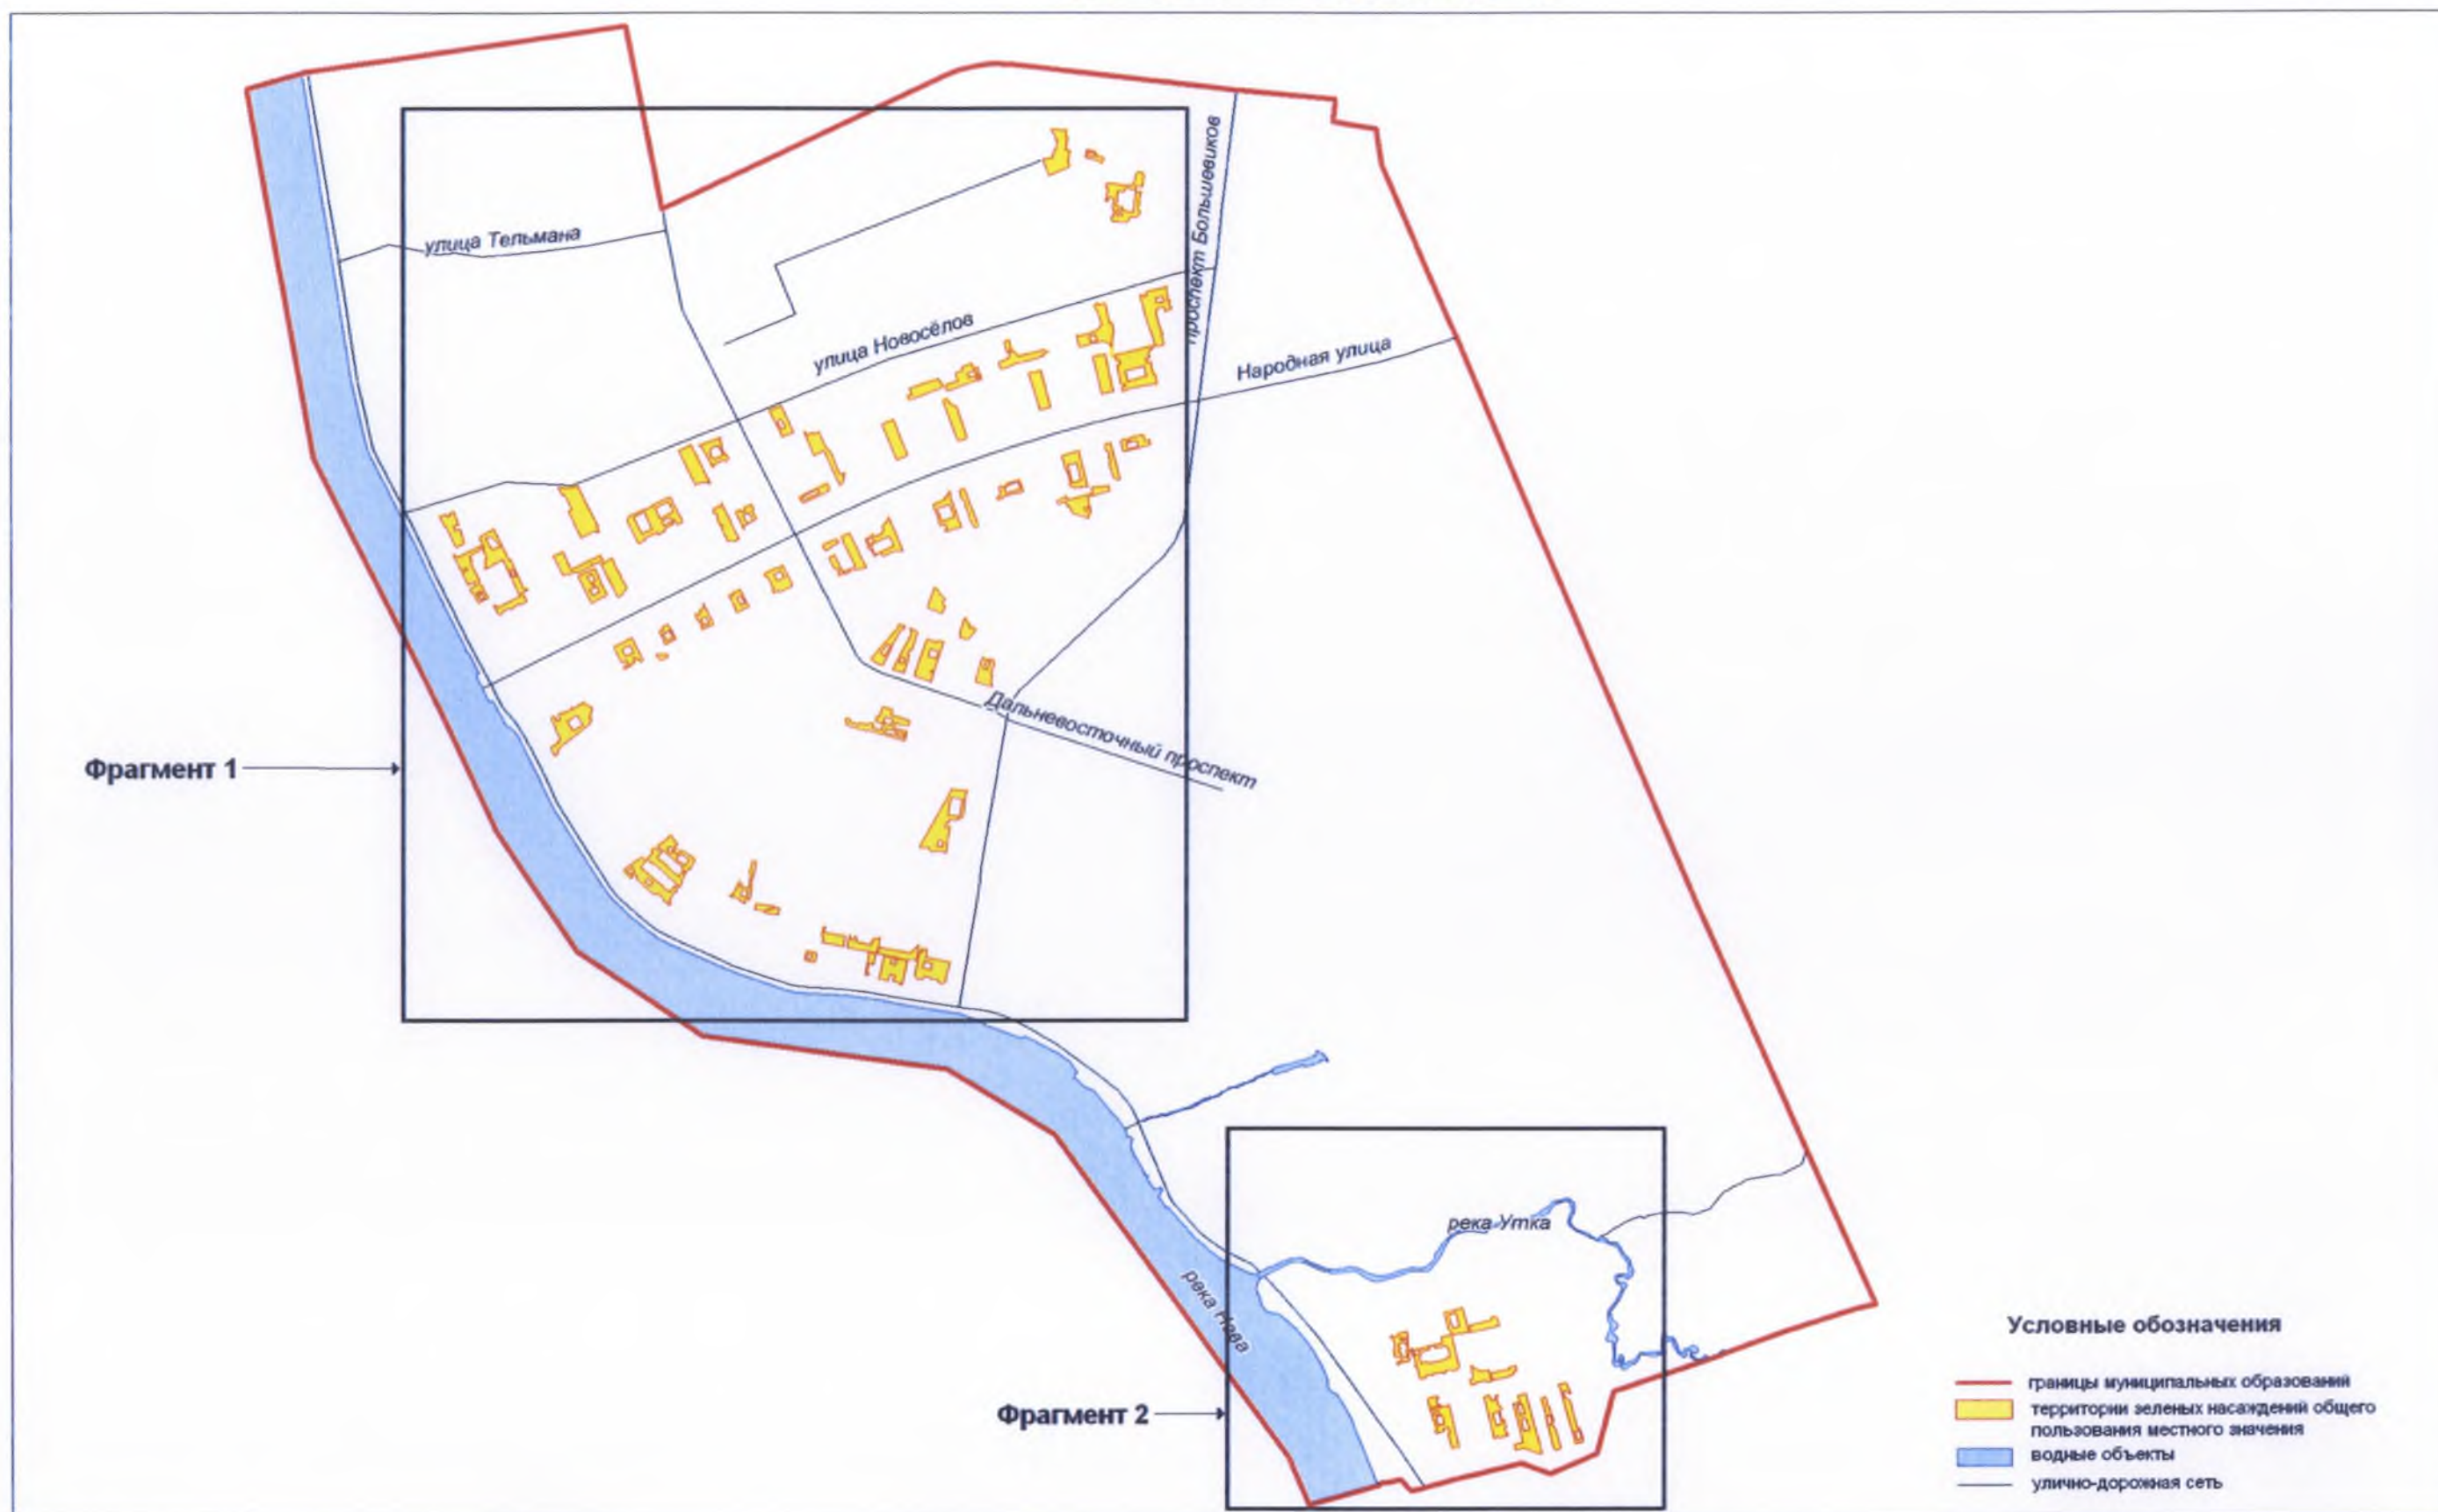 проспект Большевиков
улица Тельмана
улица Новосёлов
Народная улица
Дальневосточный проспект
Фрагмент 1
река Утка
река Нева
Фрагмент 2
Условные обозначения
границы муниципальных образований
территории зеленых насаждений общего
пользования местного значения
водные объекты
улично-дорожная сеть